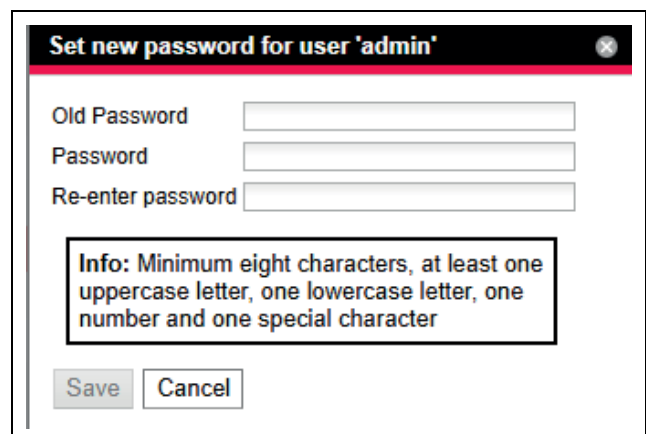 Set new password for user 'admin'
Old Password
Password
Re-enter password
Info: Minimum eight characters, at least one
uppercase letter, one lowercase letter, one
number and one special character
Save Cancel